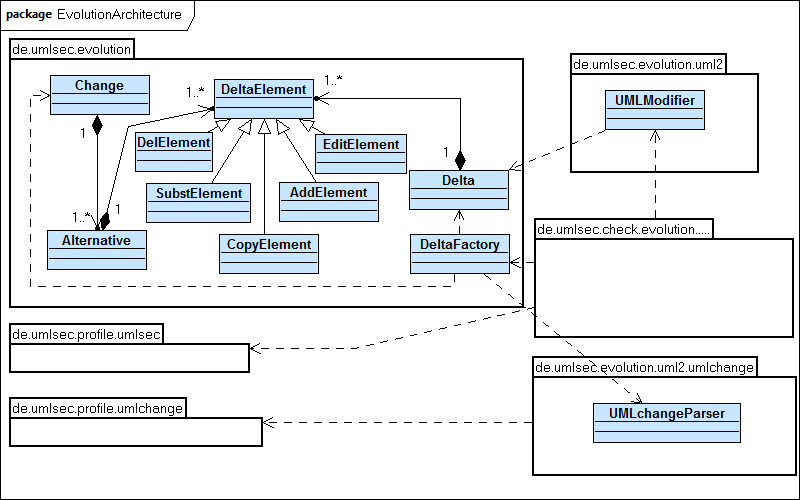 package EvolutionArchitecture
de.umlsec.evolution
de.umlsec.evolution.uml2
Change
DeltaElement
1..*
1..*
UMLModifier
1
DelElement
EditElement
1
Delta
SubstElement
AddElement
1..*
1
Alternative
CopyElement
DeltaFactory
de.umlsec.check.evolution.....
de.umlsec.profile.umlsec
de.umlsec.evolution.uml2.umlchange
de.umlsec.profile.umlchange
UMLchangeParser